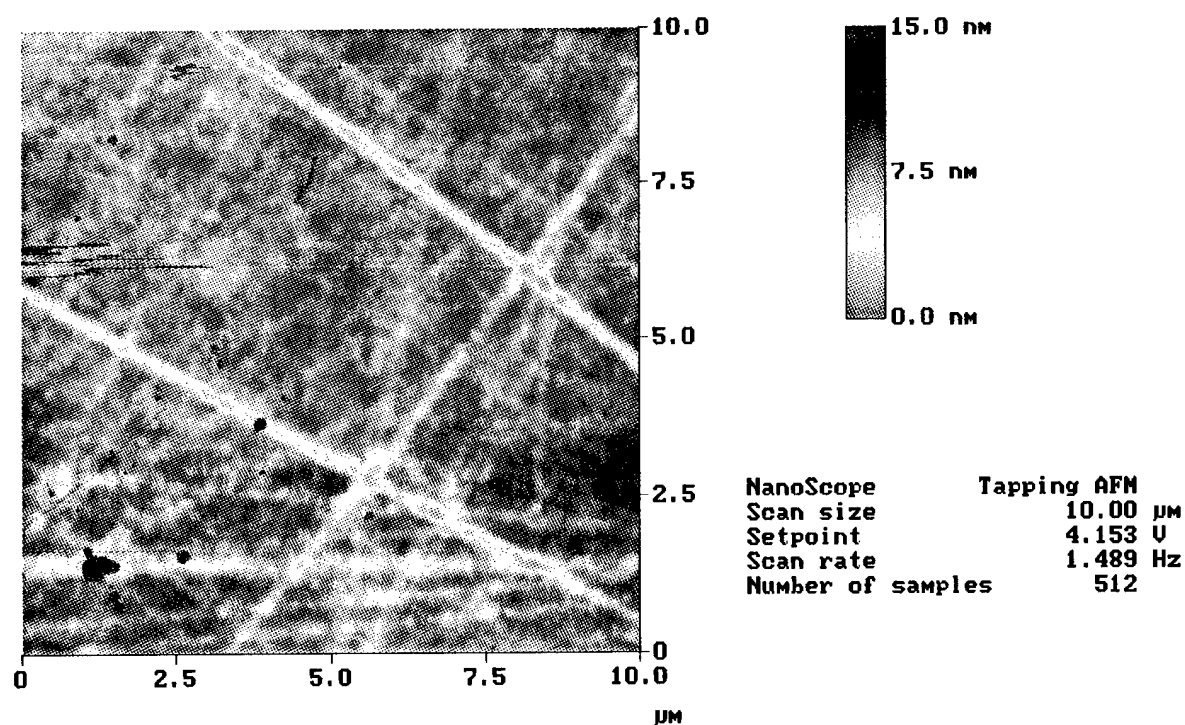 10.0
7.5
5.0
2.5
0
0 2.5 5.0 7.5 10.0
μM
15.0 nM
7.5 nM
0.0 nM
NanoScope Tapping AFM
Scan size 10.00 μM
Setpoint 4.153 V
Scan rate 1.489 Hz
Number of samples 512